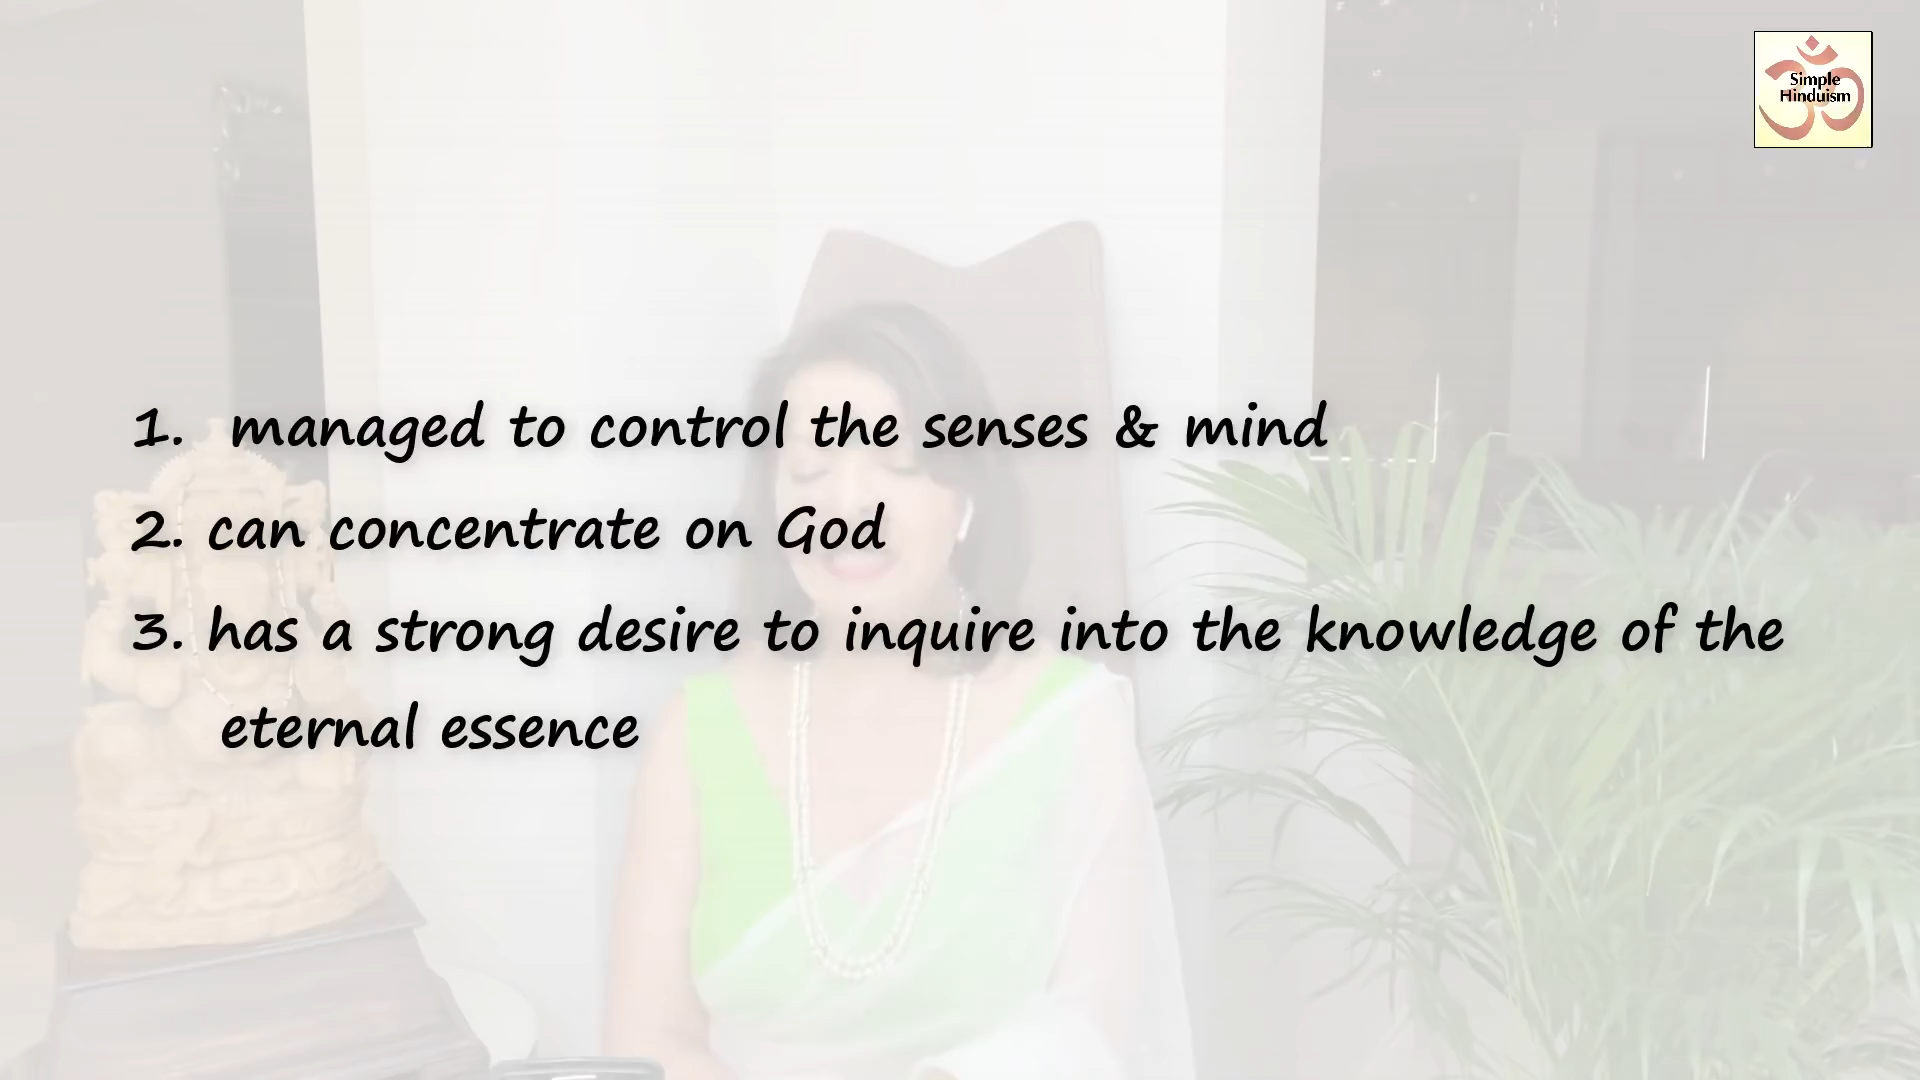 Simple
Hinduism
1. managed to control the senses & mind
2. can concentrate on God
3. has a strong desire to inquire into the knowledge of the
eternal essence